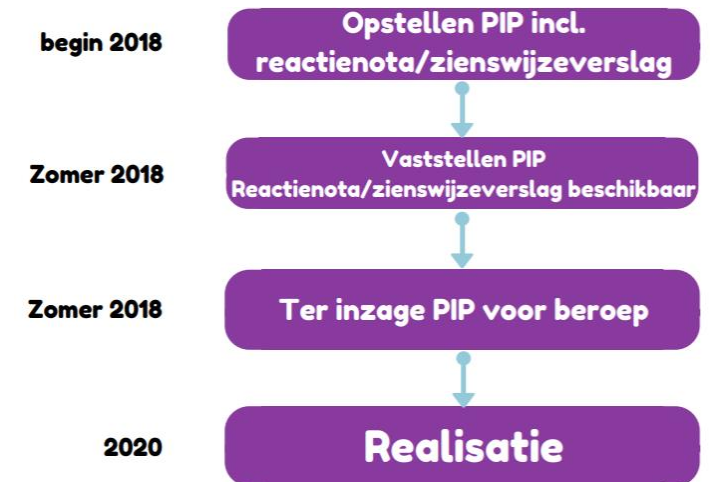 begin 2018
Opstellen PIP incl.
reactienota/zienswijzeverslag
Zomer 2018
Vaststellen PIP
Reactienota/zienswijzeverslag beschikbaar
Zomer 2018
Ter inzage PIP voor beroep
2020
Realisatie